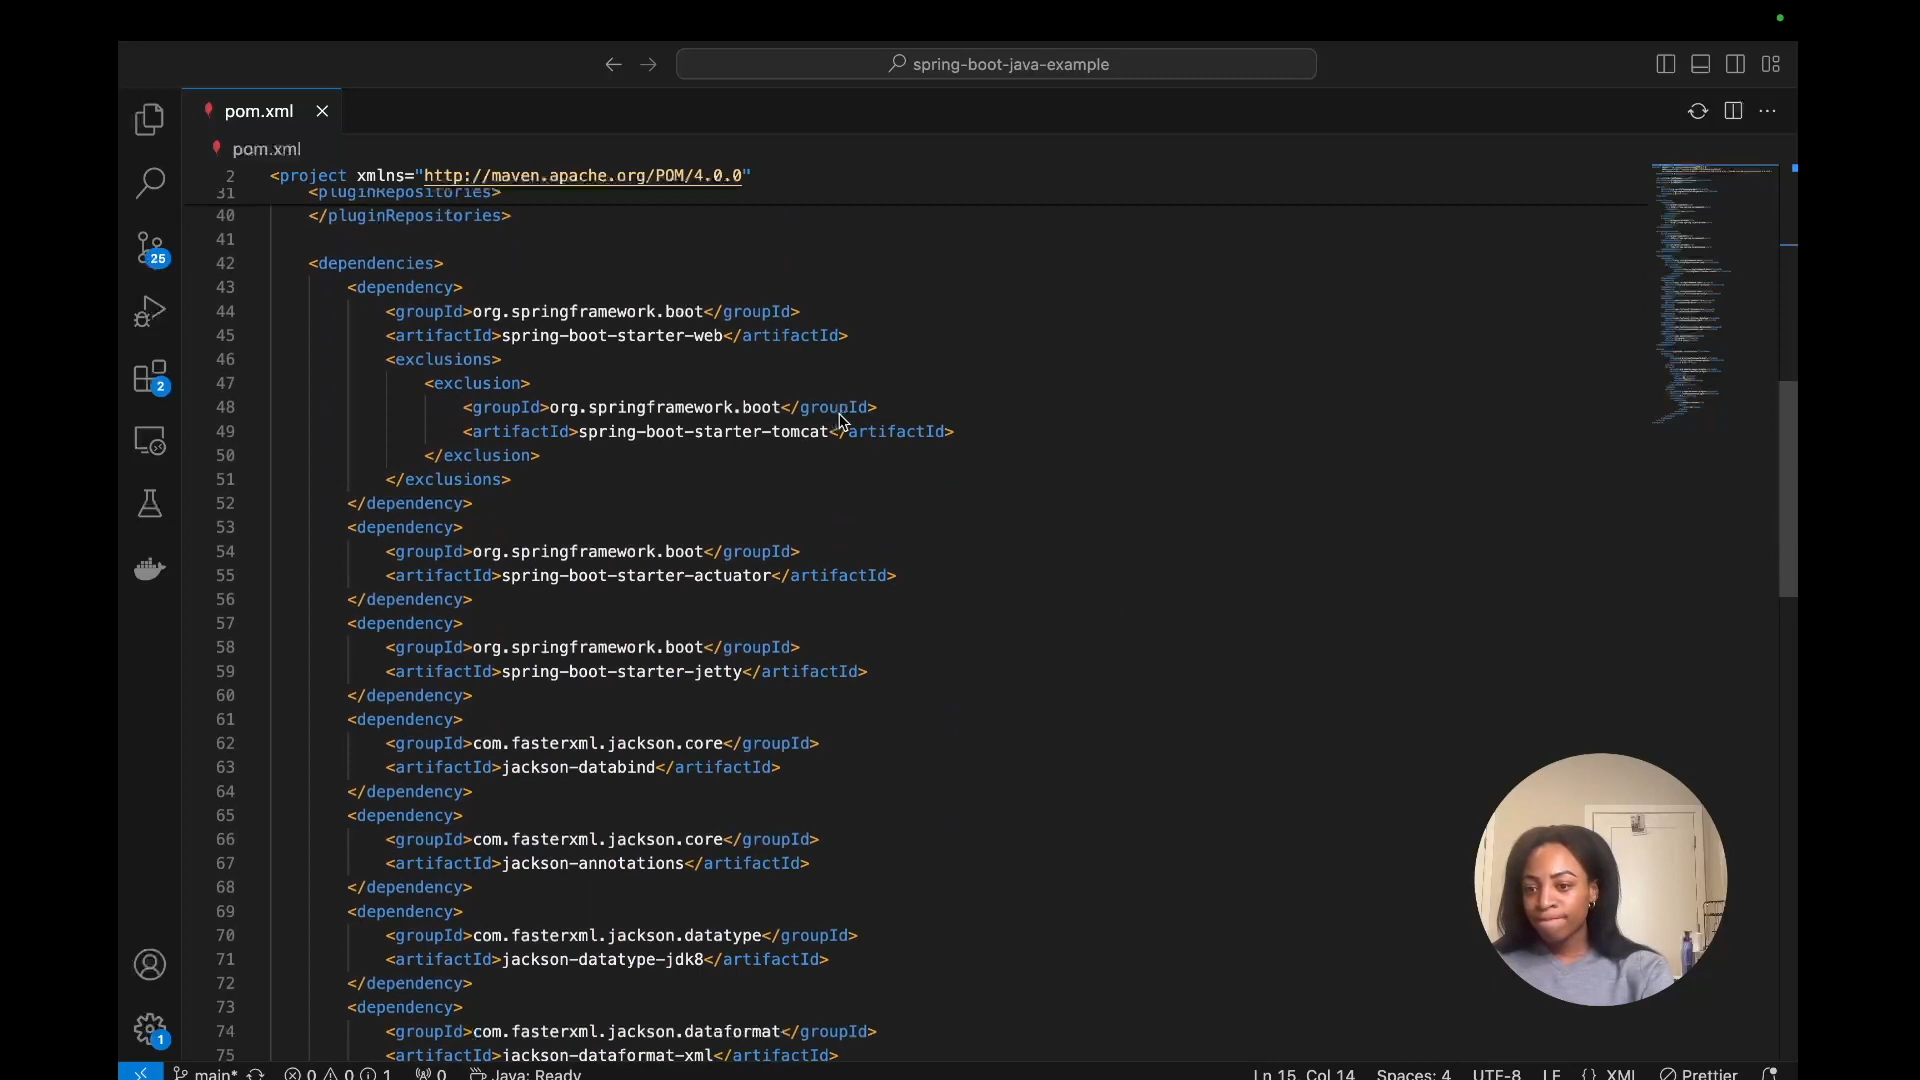 spring-boot-java-example
pom.xml
pom.xml
2 <project xmlns="http://maven.apache.org/POM/4.0.0"
31 <pluginRepositories>
40 </pluginRepositories>
41
42 <dependencies>
43 <dependency>
44 <groupId>org.springframework.boot</groupId>
45 <artifactId>spring-boot-starter-web</artifactId>
46 <exclusions>
47 <exclusion>
48 <groupId>org.springframework.boot</groupId>
49 <artifactId>spring-boot-starter-tomcat</artifactId>
50 </exclusion>
51 </exclusions>
52 </dependency>
53 <dependency>
54 <groupId>org.springframework.boot</groupId>
55 <artifactId>spring-boot-starter-actuator</artifactId>
56 </dependency>
57 <dependency>
58 <groupId>org.springframework.boot</groupId>
59 <artifactId>spring-boot-starter-jetty</artifactId>
60 </dependency>
61 <dependency>
62 <groupId>com.fasterxml.jackson.core</groupId>
63 <artifactId>jackson-databind</artifactId>
64 </dependency>
65 <dependency>
66 <groupId>com.fasterxml.jackson.core</groupId>
67 <artifactId>jackson-annotations</artifactId>
68 </dependency>
69 <dependency>
70 <groupId>com.fasterxml.jackson.datatype</groupId>
71 <artifactId>jackson-datatype-jdk8</artifactId>
72 </dependency>
73 <dependency>
74 <groupId>com.fasterxml.jackson.dataformat</groupId>
75 <artifactId>jackson-dataformat-xml</artifactId>
25
2
1
main* 0 0 1 0 Java: Ready Ln 15, Col 14 Spaces: 4 UTF-8 LF {} XML Prettier